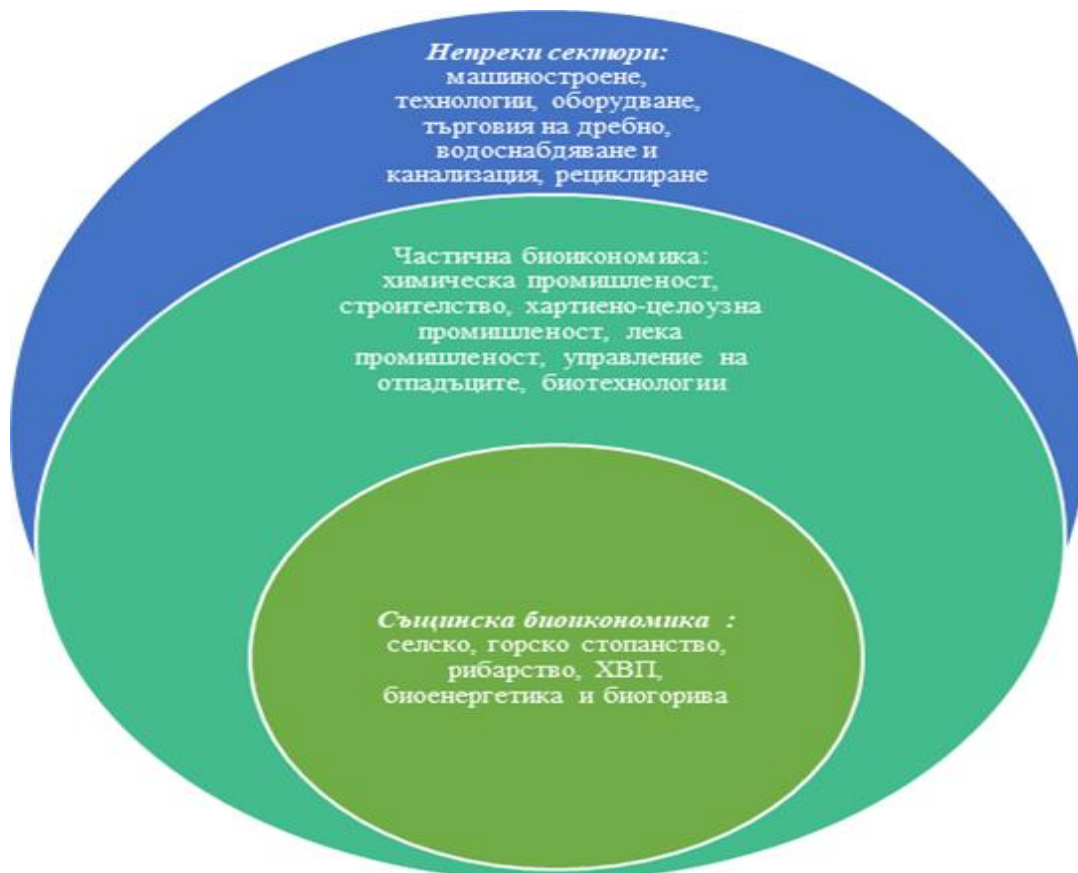 Непреки сектори:
машиностроене,
технологии, оборудване,
търговия на дребно,
водоснабдяване и
канализация, рециклиране
Частична биоикономика:
химическа промишленост,
строителство, хартиено-целоузна
промишленост, лека
промишленост, управление на
отпадъците, биотехнологии
Същинска биоикономика :
селско, горско стопанство,
рибарство, ХВП,
биоенергетика и биогорива